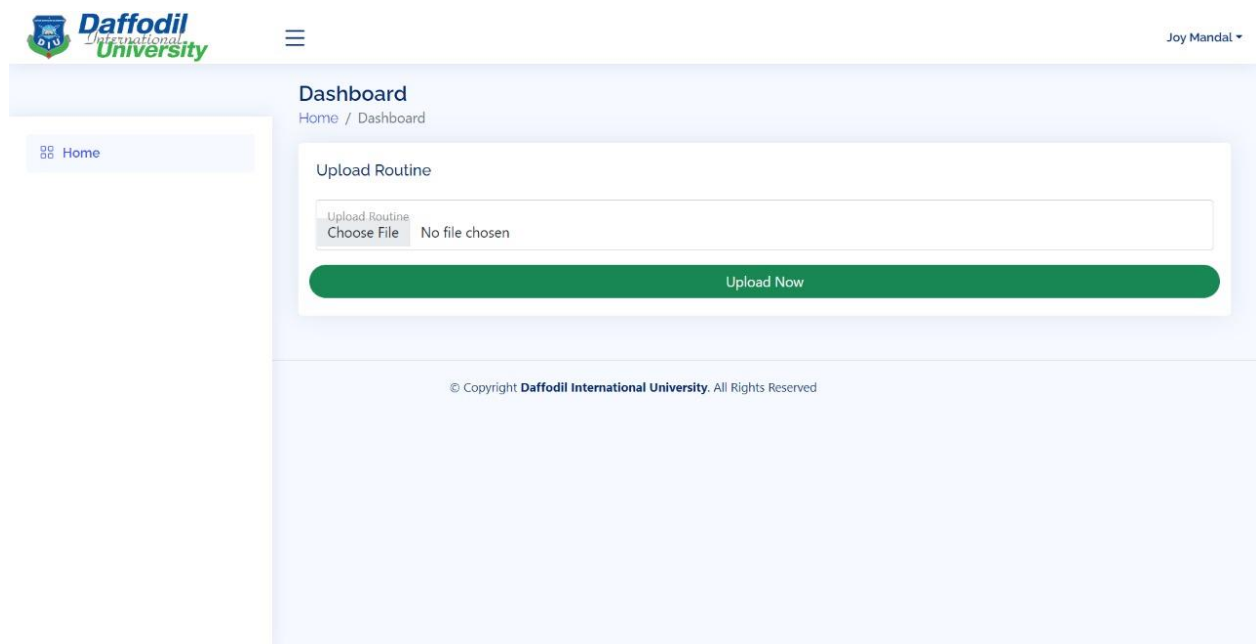 Daffodil
International
University
DIU
Joy Mandal
Dashboard
Home / Dashboard
Home
Upload Routine
Upload Routine
Choose File No file chosen
Upload Now
© Copyright Daffodil International University. All Rights Reserved